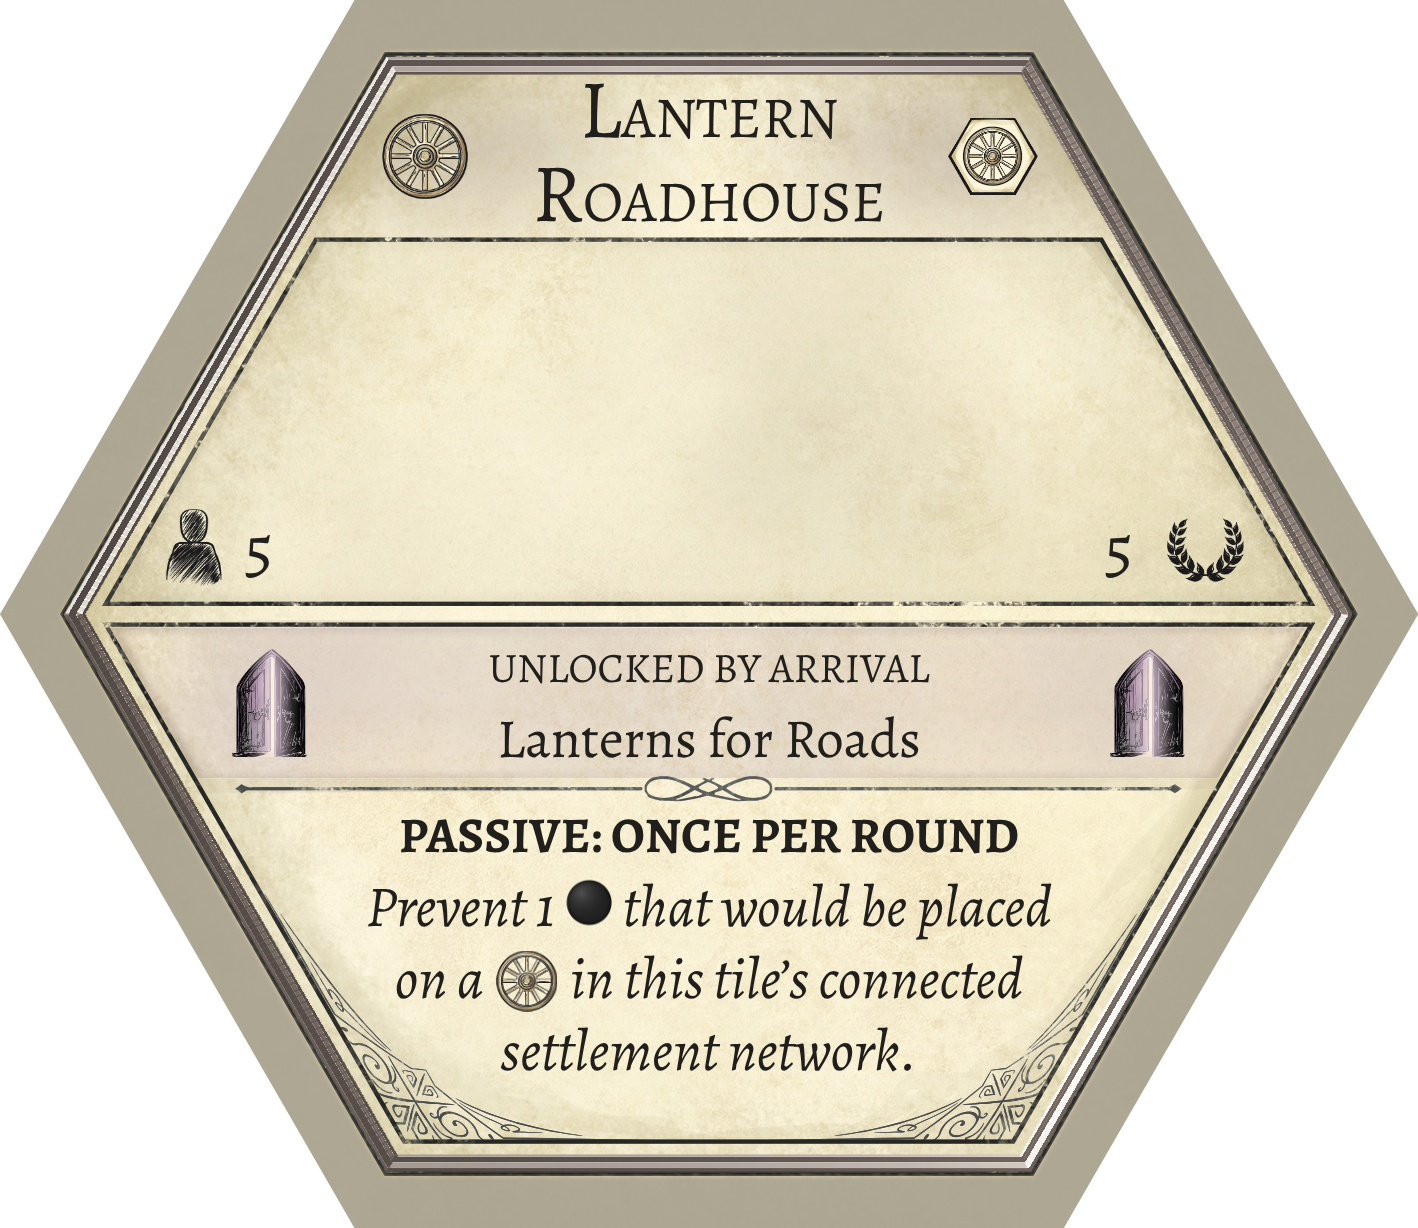 Lantern
Roadhouse
5
5
UNLOCKED BY ARRIVAL
Lanterns for Roads
PASSIVE: ONCE PER ROUND
Prevent 1 that would be placed
on a in this tile’s connected
settlement network.